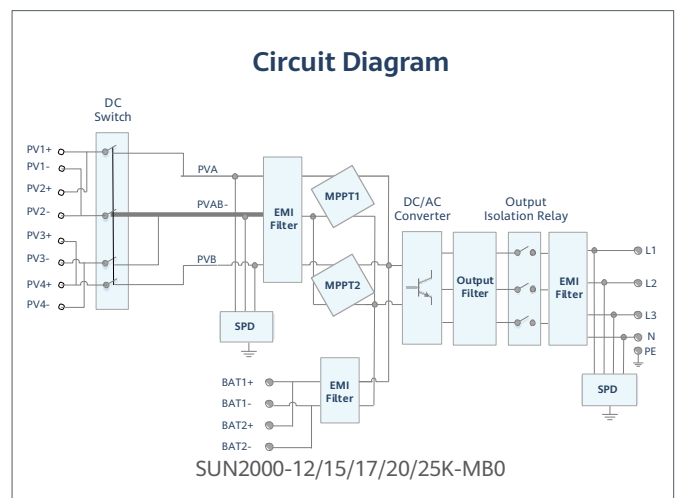 Circuit Diagram
DC
Switch
PV1+
PV1-
PV2+
PV2-
PV3+
PV3-
PV4+
PV4-
PVA
PVAB-
PVB
EMI
Filter
MPPT1
MPPT2
SPD
DC/AC
Converter
Output
Filter
Output
Isolation Relay
EMI
Filter
L1
L2
L3
N
PE
SPD
BAT1+
BAT1-
BAT2+
BAT2-
EMI
Filter
SUN2000-12/15/17/20/25K-MB0